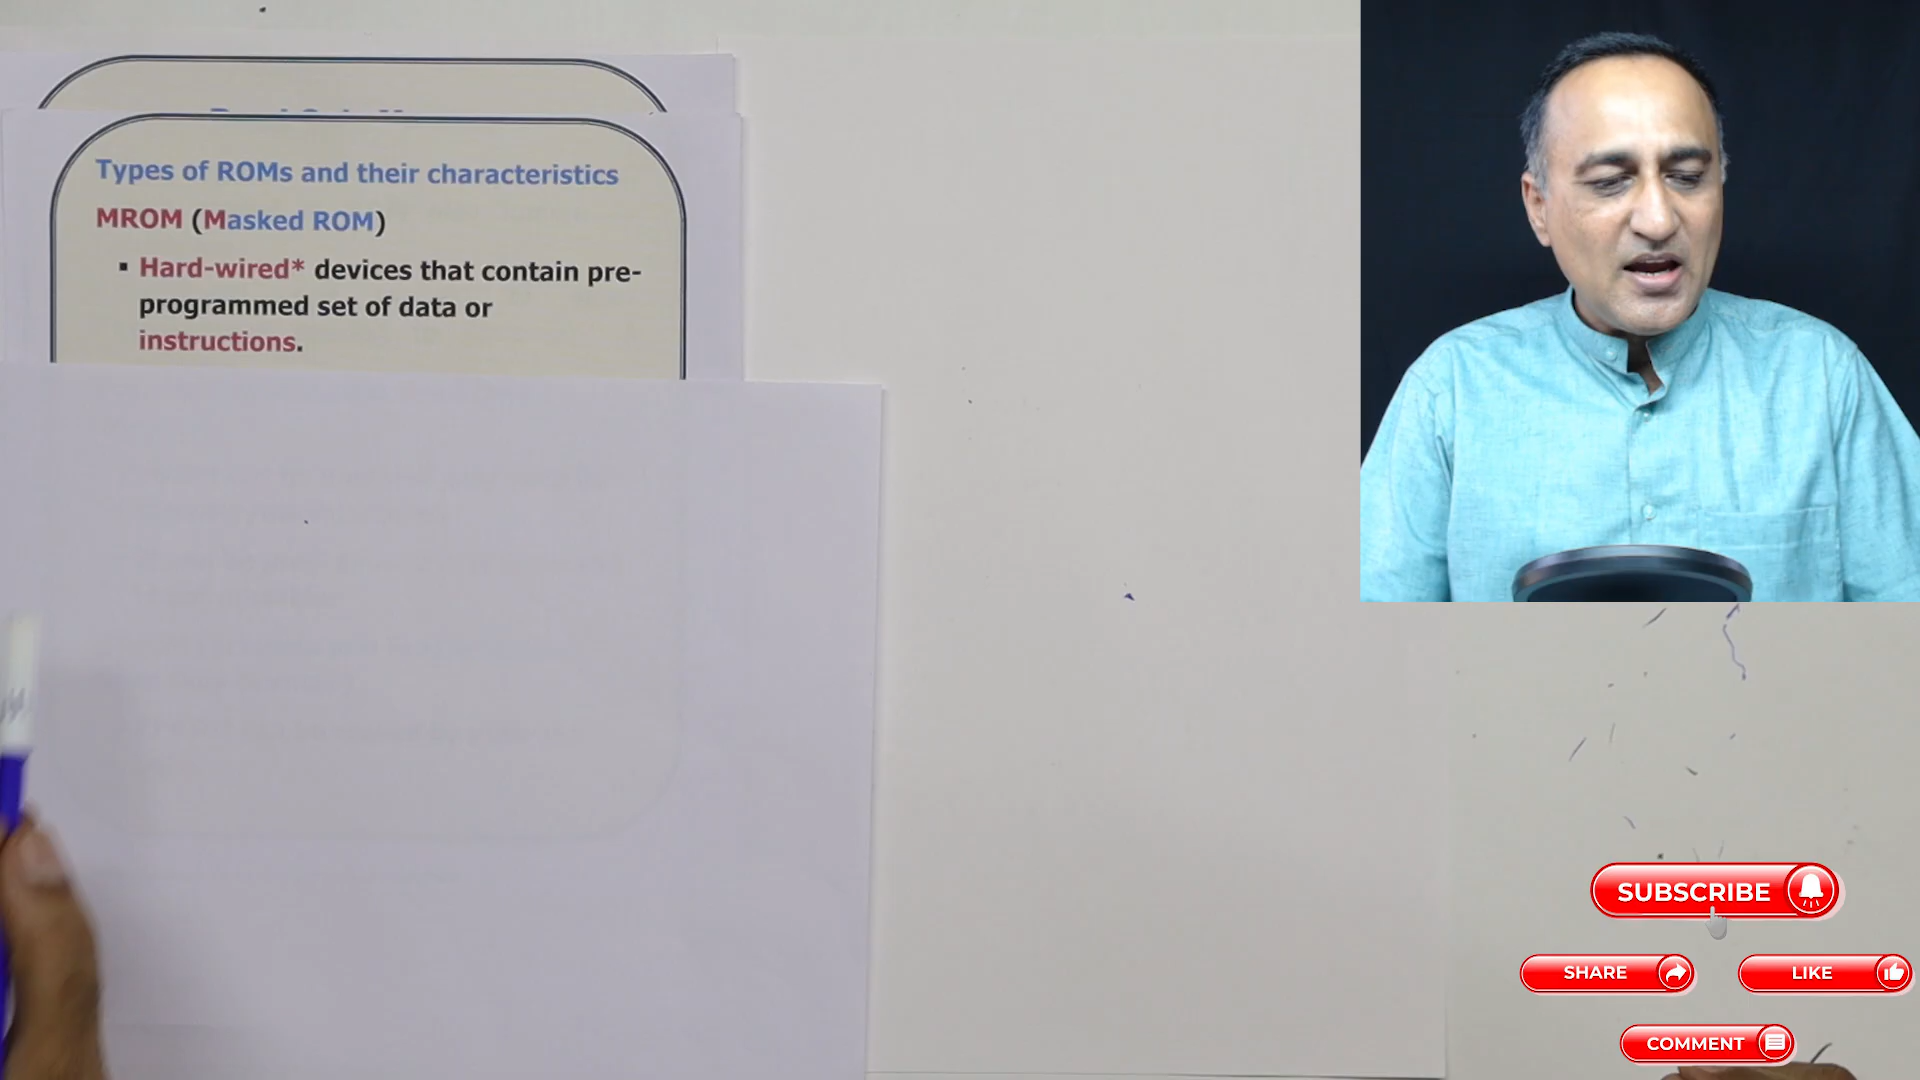 Types of ROMs and their characteristics
MROM (Masked ROM)
▪ Hard-wired* devices that contain pre-
programmed set of data or
instructions.
SUBSCRIBE
SHARE
LIKE
COMMENT